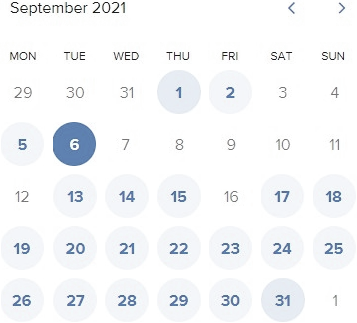 September 2021
MON TUE WED THU FRI SAT SUN
29 30 31 1 2 3 4
5 6 7 8 9 10 11
12 13 14 15 16 17 18
19 20 21 22 23 24 25
26 27 28 29 30 31 1